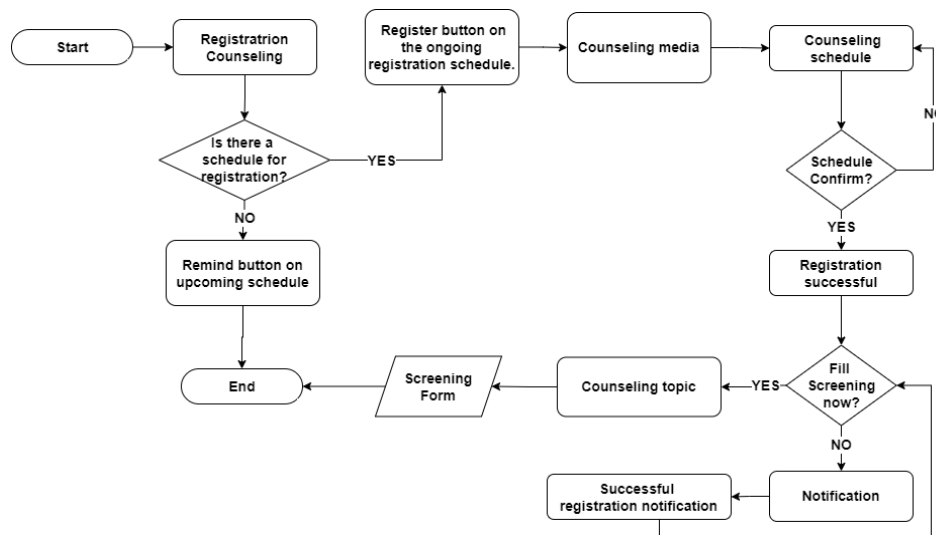 Start
Registratrion
Counseling
Register button on
the ongoing
registration schedule.
Counseling media
Counseling
schedule
NO
Is there a
schedule for
registration?
YES
Schedule
Confirm?
NO
YES
Remind button on
upcoming schedule
Registration
successful
End
Screening
Form
Counseling topic
YES
Fill
Screening
now?
NO
Successful
registration notification
Notification